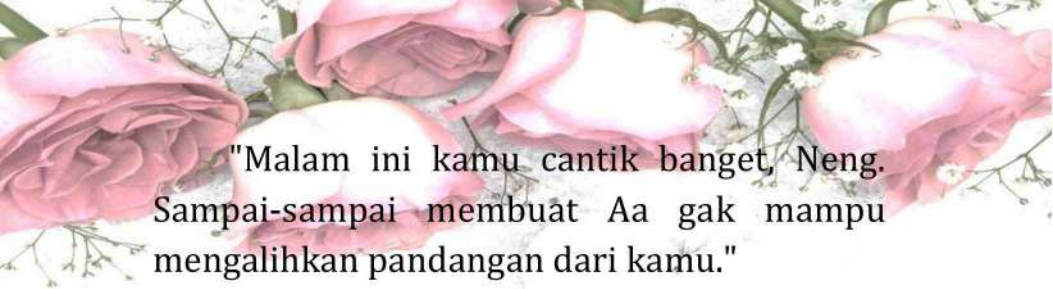 "Malam ini kamu cantik banget, Neng.
Sampai-sampai membuat Aa gak mampu
mengalihkan pandangan dari kamu."